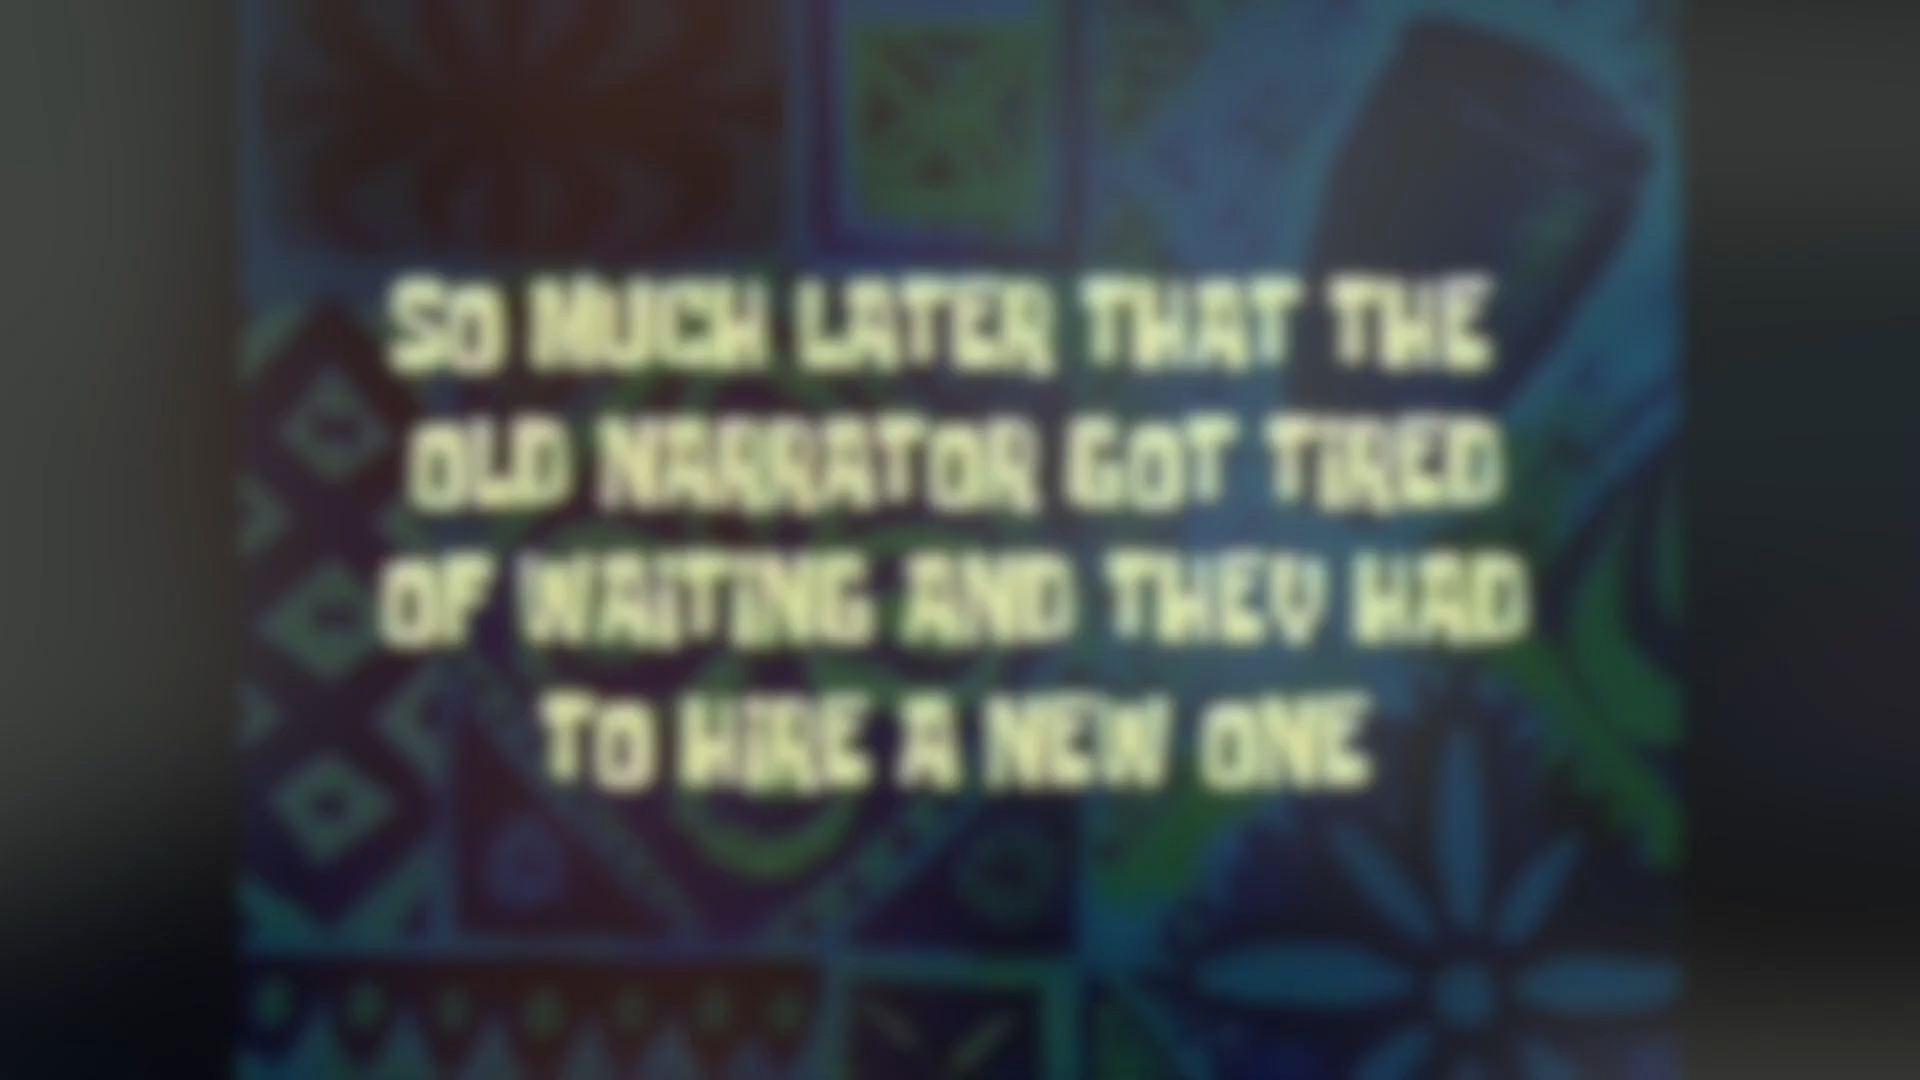 SO MUCH LATER THAT THE
OLD NARRATOR GOT TIRED
OF WAITING AND THEY HAD
TO HIRE A NEW ONE